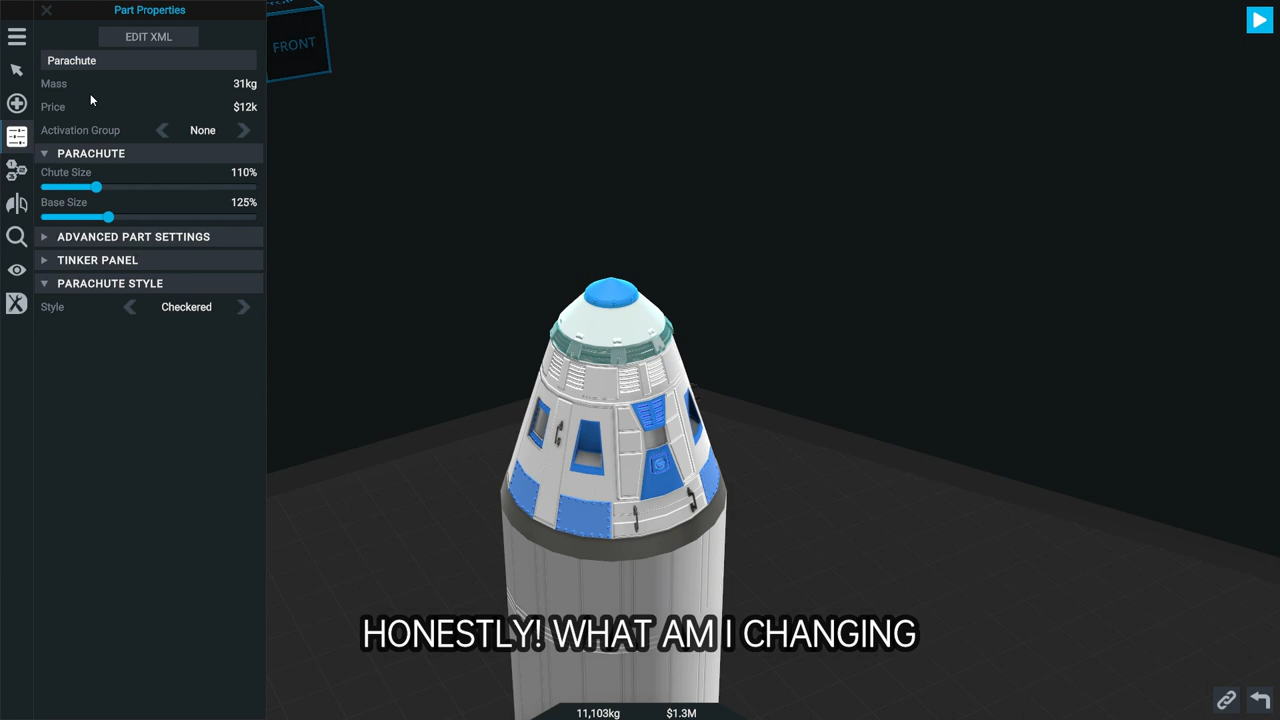 Part Properties
EDIT XML
Parachute
Mass 31kg
Price $12k
Activation Group None
PARACHUTE
Chute Size 110%
Base Size 125%
ADVANCED PART SETTINGS
TINKER PANEL
PARACHUTE STYLE
Style Checkered
FRONT
HONESTLY! WHAT AM I CHANGING
11,103kg $1.3M